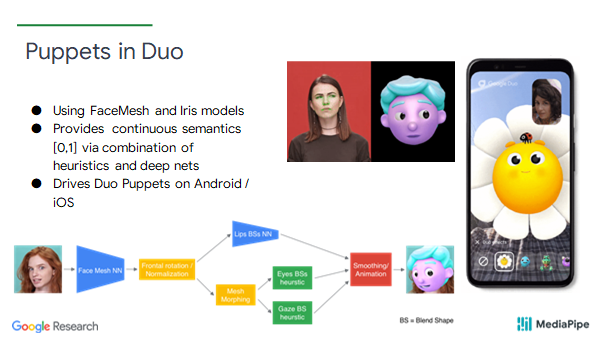 Puppets in Duo
● Using FaceMesh and Iris models
● Provides continuous semantics
[0,1] via combination of
heuristics and deep nets
● Drives Duo Puppets on Android /
iOS
Google Duo
Face Mesh NN
Frontal rotation /
Normalization
Lips BSs NN
Mesh
Morphing
Eyes BSs
heurstic
Gaze BS
heurstic
Smoothing/
Animation
BS = Blend Shape
Google Research
MediaPipe